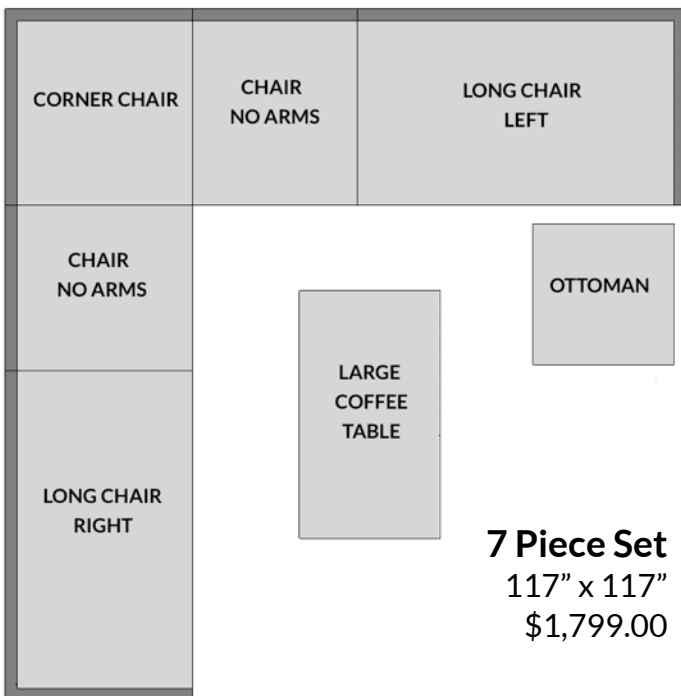 CORNER CHAIR
CHAIR
NO ARMS
LONG CHAIR
LEFT
CHAIR
NO ARMS
OTTOMAN
LARGE
COFFEE
TABLE
LONG CHAIR
RIGHT
7 Piece Set
117” x 117”
$1,799.00